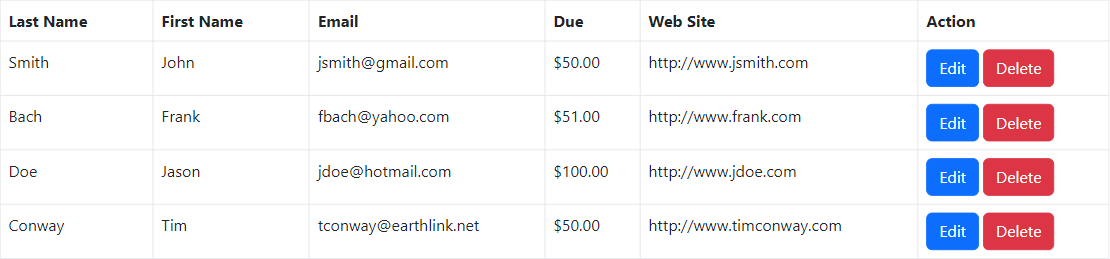 Last Name First Name Email Due Web Site Action
Smith John jsmith@gmail.com $50.00 http://www.jsmith.com Edit Delete
Bach Frank fbach@yahoo.com $51.00 http://www.frank.com Edit Delete
Doe Jason jdoe@hotmail.com $100.00 http://www.jdoe.com Edit Delete
Conway Tim tconway@earthlink.net $50.00 http://www.timconway.com Edit Delete